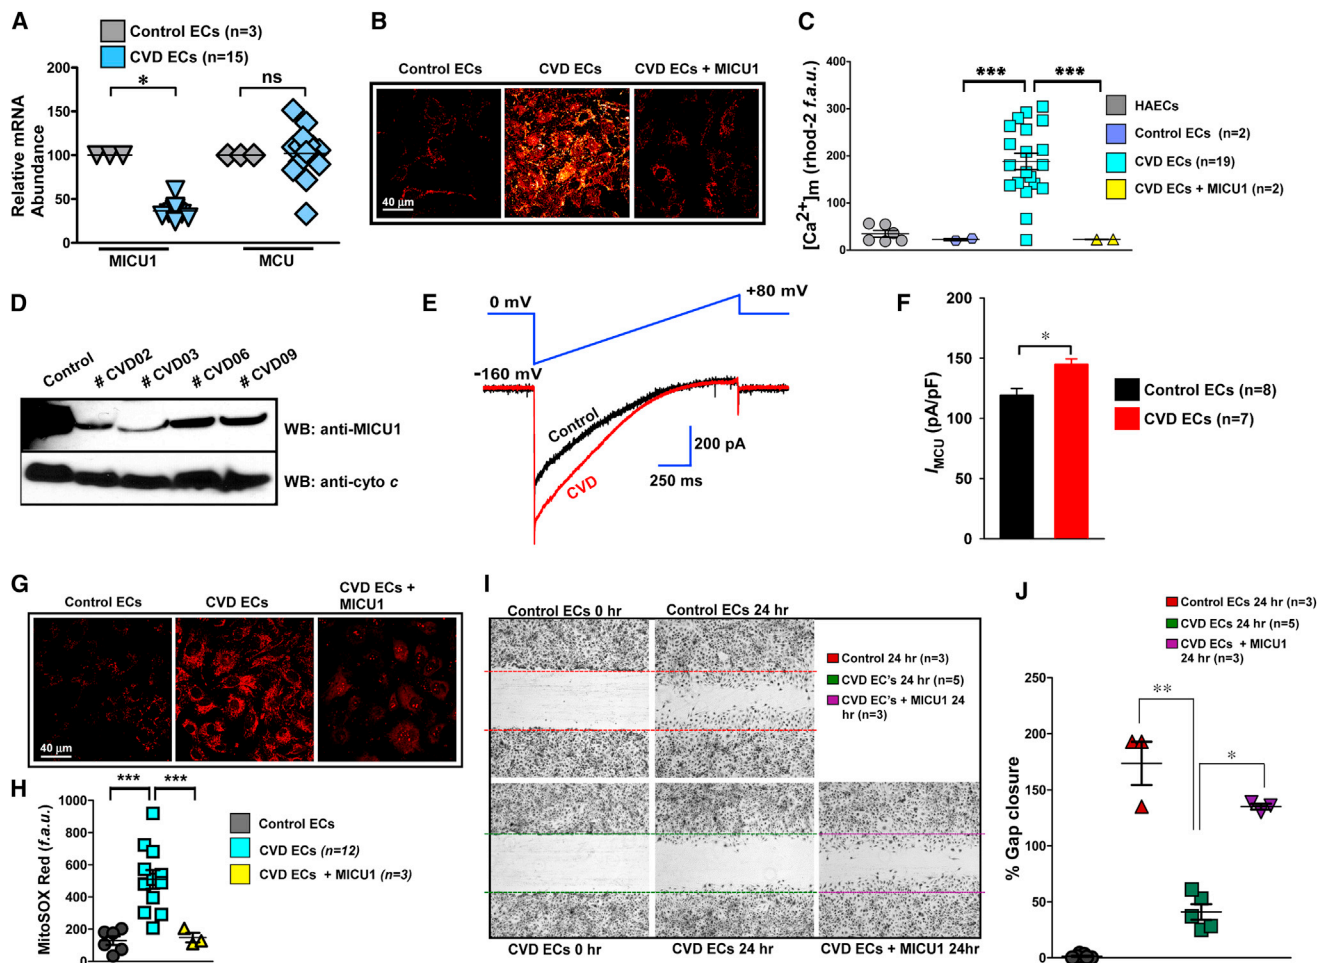 A
Control ECs (n=3)
CVD ECs (n=15)
200
150
100
50
0
Relative mRNA
Abundance
*
ns
MICU1
MCU
B
Control ECs
CVD ECs
CVD ECs + MICU1
40 µm
C
400
300
200
100
0
[Ca2+]m (rhod-2 f.a.u.)
***
***
HAECs
Control ECs (n=2)
CVD ECs (n=19)
CVD ECs + MICU1 (n=2)
D
Control
# CVD02
# CVD03
# CVD06
# CVD09
WB: anti-MICU1
WB: anti-cyto c
E
0 mV
+80 mV
-160 mV
Control
CVD
200 pA
250 ms
F
200
150
100
50
0
IMCU (pA/pF)
*
Control ECs (n=8)
CVD ECs (n=7)
G
Control ECs
CVD ECs
CVD ECs +
MICU1
40 µm
H
***
***
1000
800
600
400
200
0
MitoSOX Red (f.a.u.)
Control ECs
CVD ECs (n=12)
CVD ECs + MICU1 (n=3)
I
Control ECs 0 hr
Control ECs 24 hr
Control 24 hr (n=3)
CVD EC's 24 hr (n=5)
CVD EC's + MICU1 24
hr (n=3)
CVD ECs 0 hr
CVD ECs 24 hr
CVD ECs + MICU1 24hr
J
Control ECs 24 hr (n=3)
CVD ECs 24 hr (n=5)
CVD ECs + MICU1
24 hr (n=3)
250
200
150
100
50
0
% Gap closure
**
*